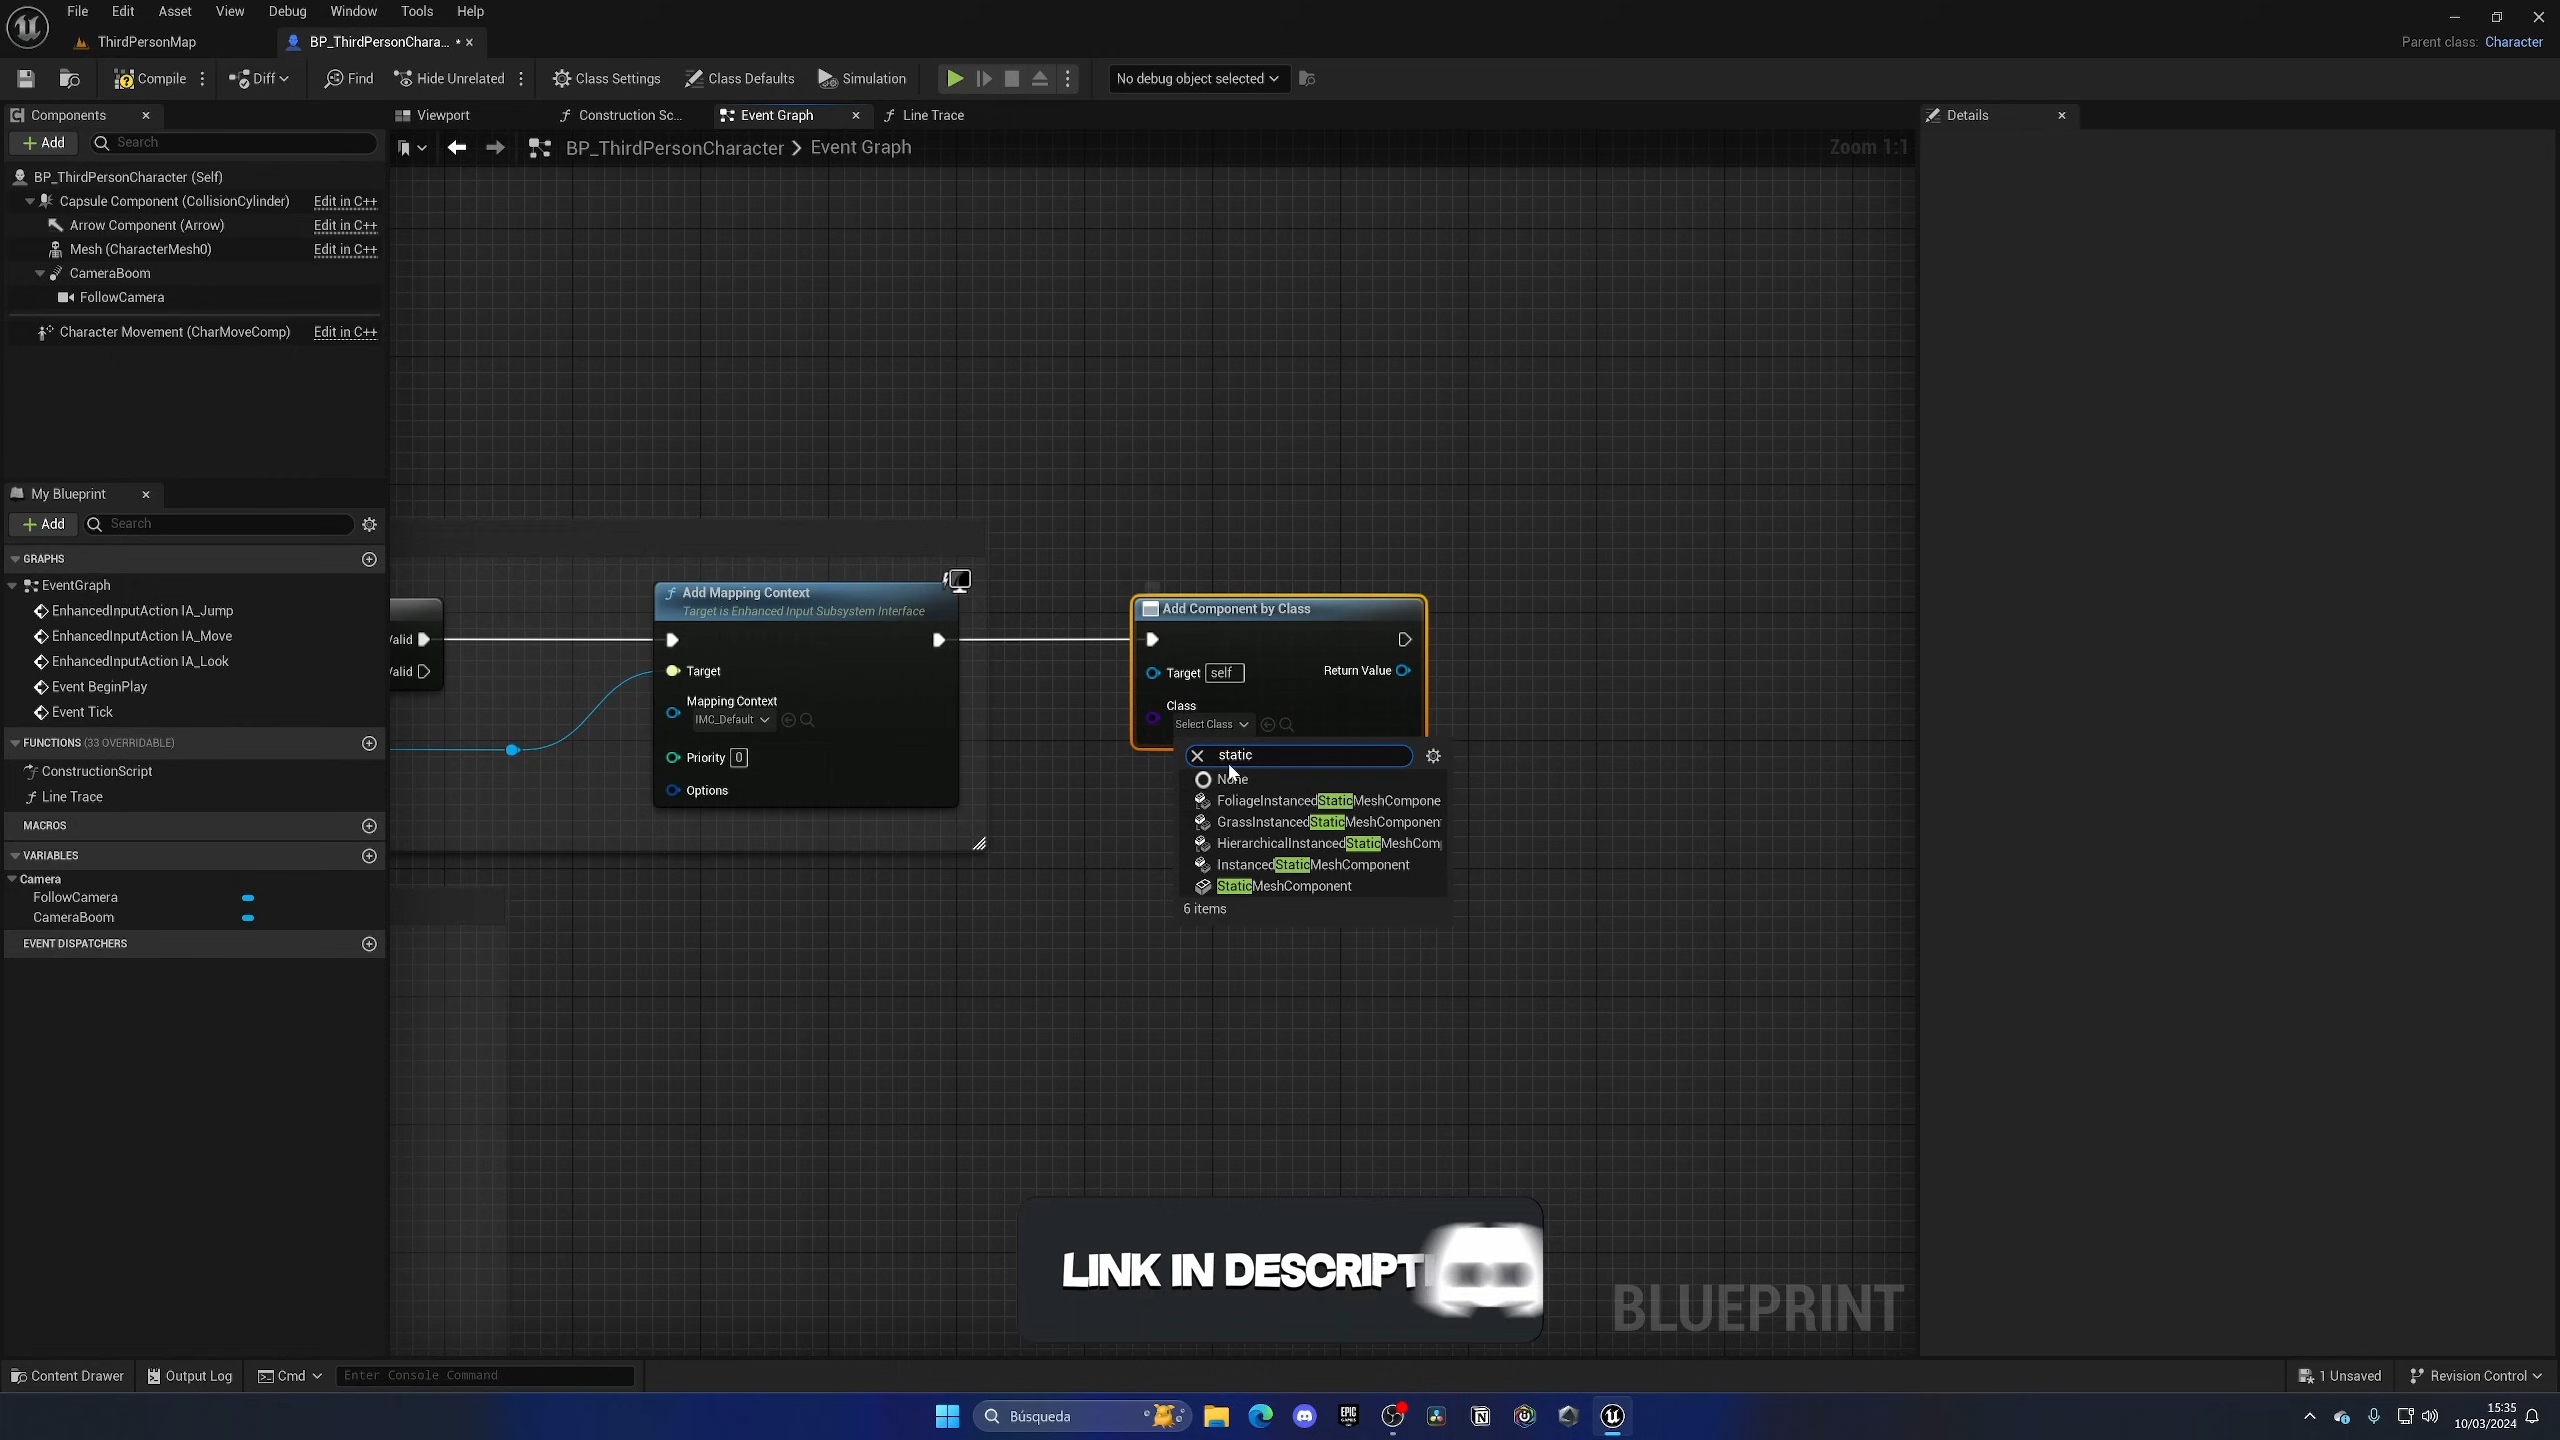 File Edit Asset View Debug Window Tools Help
ThirdPersonMap
BP_ThirdPersonChara... •
Parent class: Character
Compile
Diff
Find
Hide Unrelated
Class Settings
Class Defaults
Simulation
No debug object selected
Components
Add
Search
BP_ThirdPersonCharacter (Self)
Capsule Component (CollisionCylinder) Edit in C++
Arrow Component (Arrow) Edit in C++
Mesh (CharacterMesh0) Edit in C++
CameraBoom
FollowCamera
Character Movement (CharMoveComp) Edit in C++
My Blueprint
Add
Search
GRAPHS
EventGraph
EnhancedInputAction IA_Jump
EnhancedInputAction IA_Move
EnhancedInputAction IA_Look
Event BeginPlay
Event Tick
FUNCTIONS (33 OVERRIDABLE)
ConstructionScript
Line Trace
MACROS
VARIABLES
Camera
FollowCamera
CameraBoom
EVENT DISPATCHERS
Viewport
Construction Sc...
Event Graph
Line Trace
BP_ThirdPersonCharacter > Event Graph
Zoom 1:1
Details
alid
alid
Add Mapping Context
Target is Enhanced Input Subsystem Interface
Target
Mapping Context
IMC_Default
Priority 0
Options
Add Component by Class
Target self
Return Value
Class
Select Class
static
None
FoliageInstancedStaticMeshCompone
GrassInstancedStaticMeshComponen
HierarchicalInstancedStaticMeshCom
InstancedStaticMeshComponent
StaticMeshComponent
6 items
LINK IN DESCRIPT
BLUEPRINT
Content Drawer
Output Log
Cmd
Enter Console Command
1 Unsaved
Revision Control
Búsqueda
EPIC
GAMES
15:35
10/03/2024